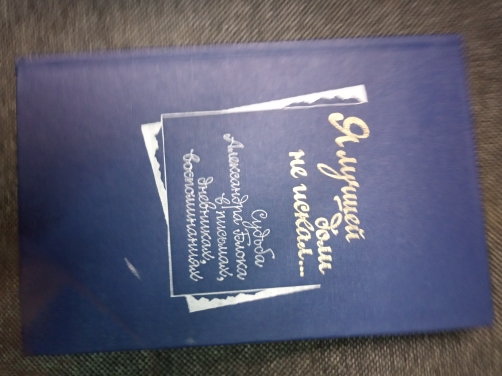 Я лучшей
доли
не искал...
Судьба
Александра Блока
в письмах,
дневниках,
воспоминаниях